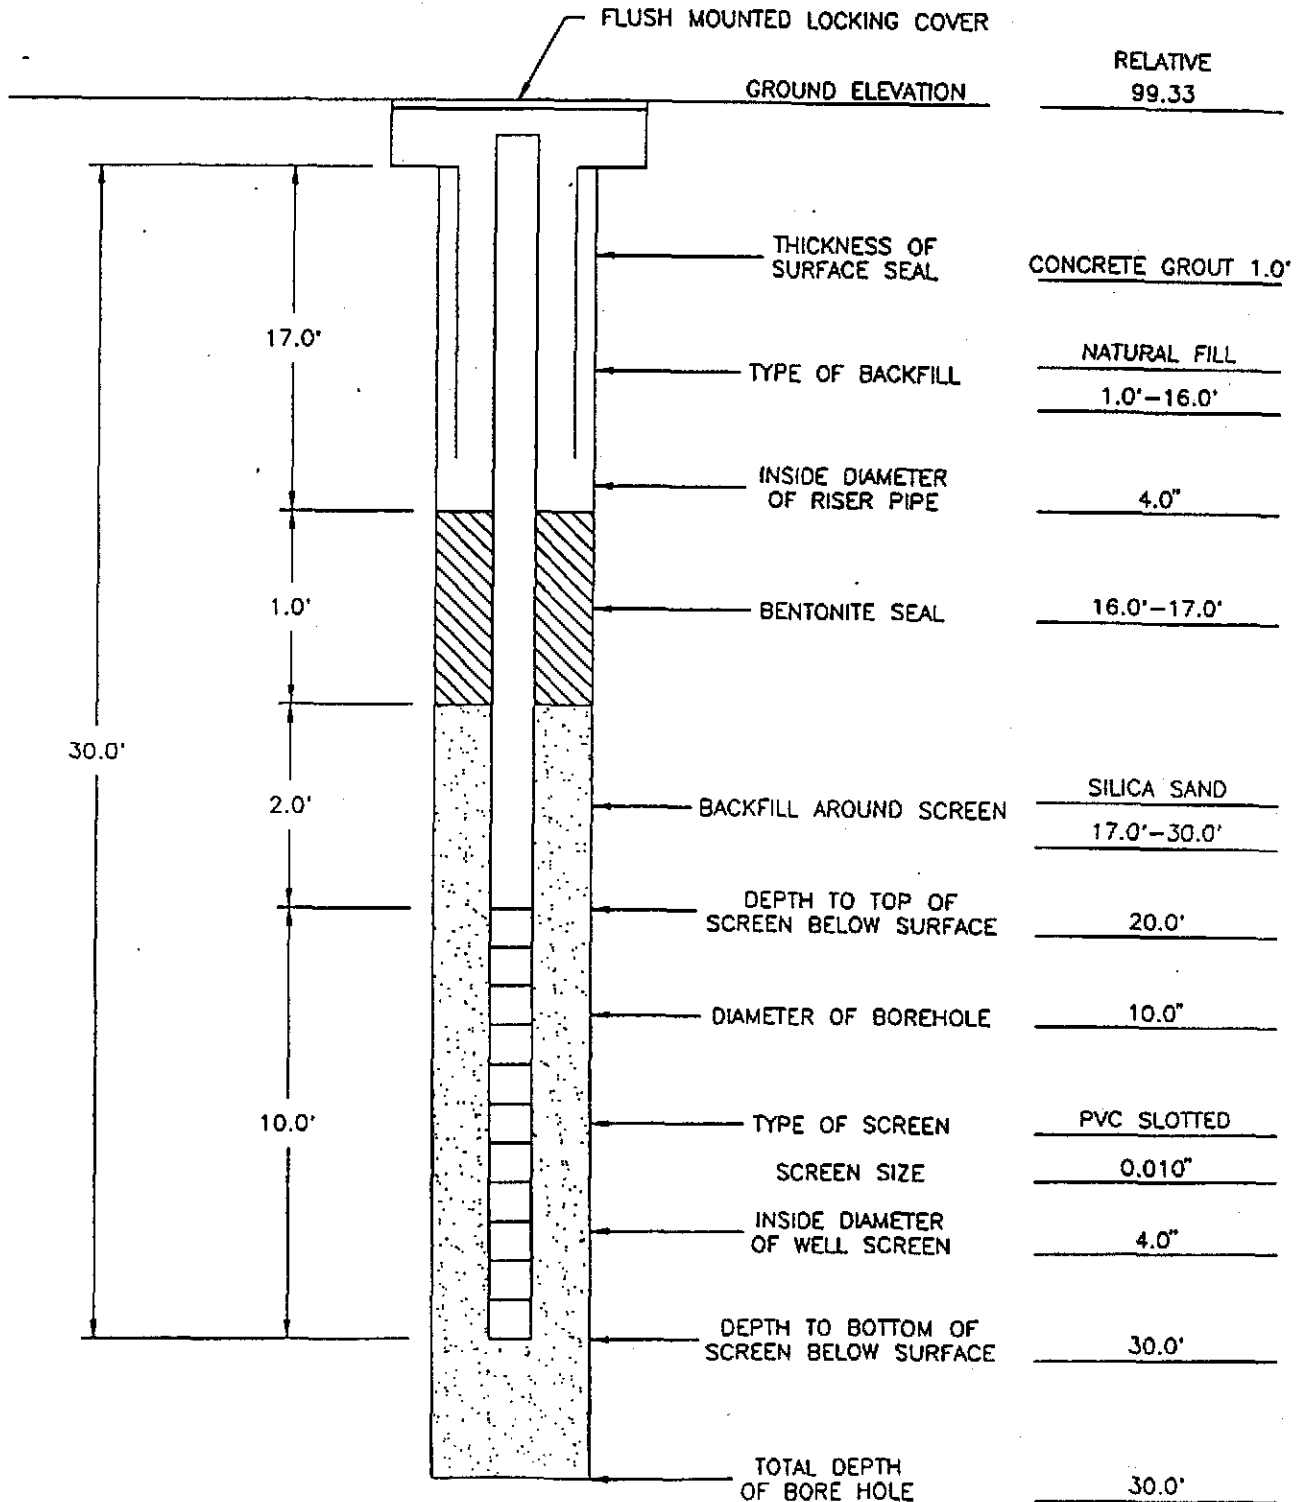 FLUSH MOUNTED LOCKING COVER
RELATIVE
GROUND ELEVATION 99.33
THICKNESS OF
SURFACE SEAL
CONCRETE GROUT 1.0'
17.0'
TYPE OF BACKFILL
NATURAL FILL
1.0'-16.0'
INSIDE DIAMETER
OF RISER PIPE
4.0"
1.0'
BENTONITE SEAL
16.0'-17.0'
30.0'
2.0'
BACKFILL AROUND SCREEN
SILICA SAND
17.0'-30.0'
DEPTH TO TOP OF
SCREEN BELOW SURFACE
20.0'
DIAMETER OF BOREHOLE
10.0"
10.0'
TYPE OF SCREEN
PVC SLOTTED
SCREEN SIZE
0.010"
INSIDE DIAMETER
OF WELL SCREEN
4.0"
DEPTH TO BOTTOM OF
SCREEN BELOW SURFACE
30.0'
TOTAL DEPTH
OF BORE HOLE
30.0'